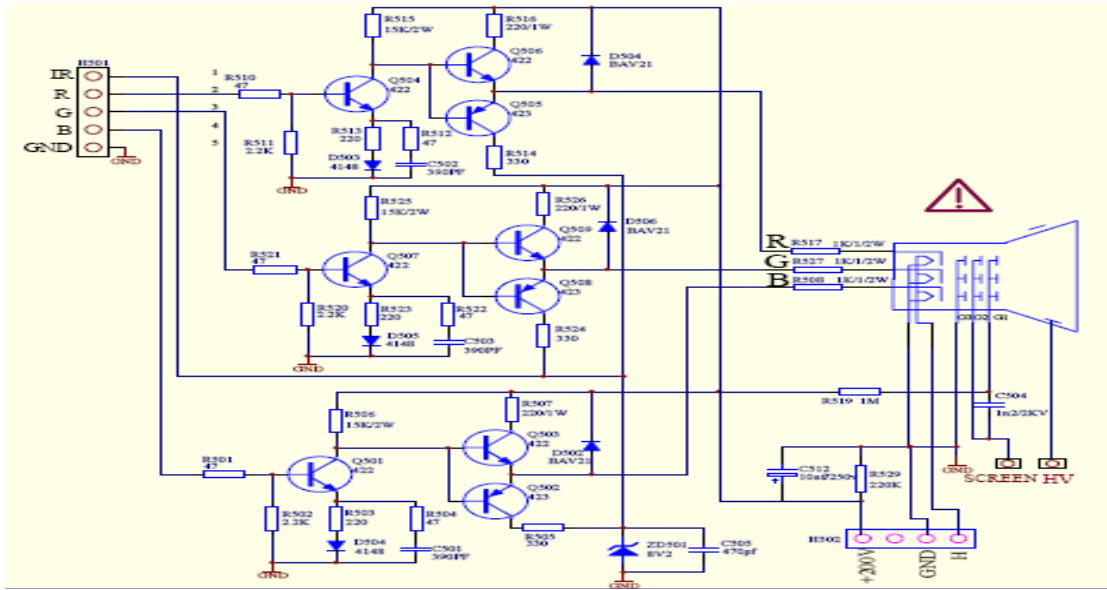 H501
IR
R
G
B
GND
1
2
3
4
5
GND
R510
47
R511
2.2K
GND
R515
15K/2W
R516
220/1W
Q506
422
D504
BAV21
Q504
422
Q505
423
R513
220
R512
47
D503
4148
C502
390PF
R514
330
R525
15K/2W
R526
220/1W
D506
BAV21
Q509
422
R521
47
Q507
422
Q508
423
R520
2.2K
R523
220
R522
47
D505
4148
C503
390PF
R524
330
GND
R R517 1K/1/2W
G R527 1K/1/2W
B R508 1K/1/2W
G3 G2 G1
R519 1M
C504
1n2/2KV
R506
15K/2W
R507
220/1W
Q503
422
D502
BAV21
R501
47
Q501
422
Q502
423
R502
2.2K
R503
220
R504
47
D504
4148
C501
390PF
R505
330
GND
ZD501
8V2
C505
470pf
GND
C512
10uf/250v
R529
220K
GND
SCREEN
HV
H502
+200V
GND
H